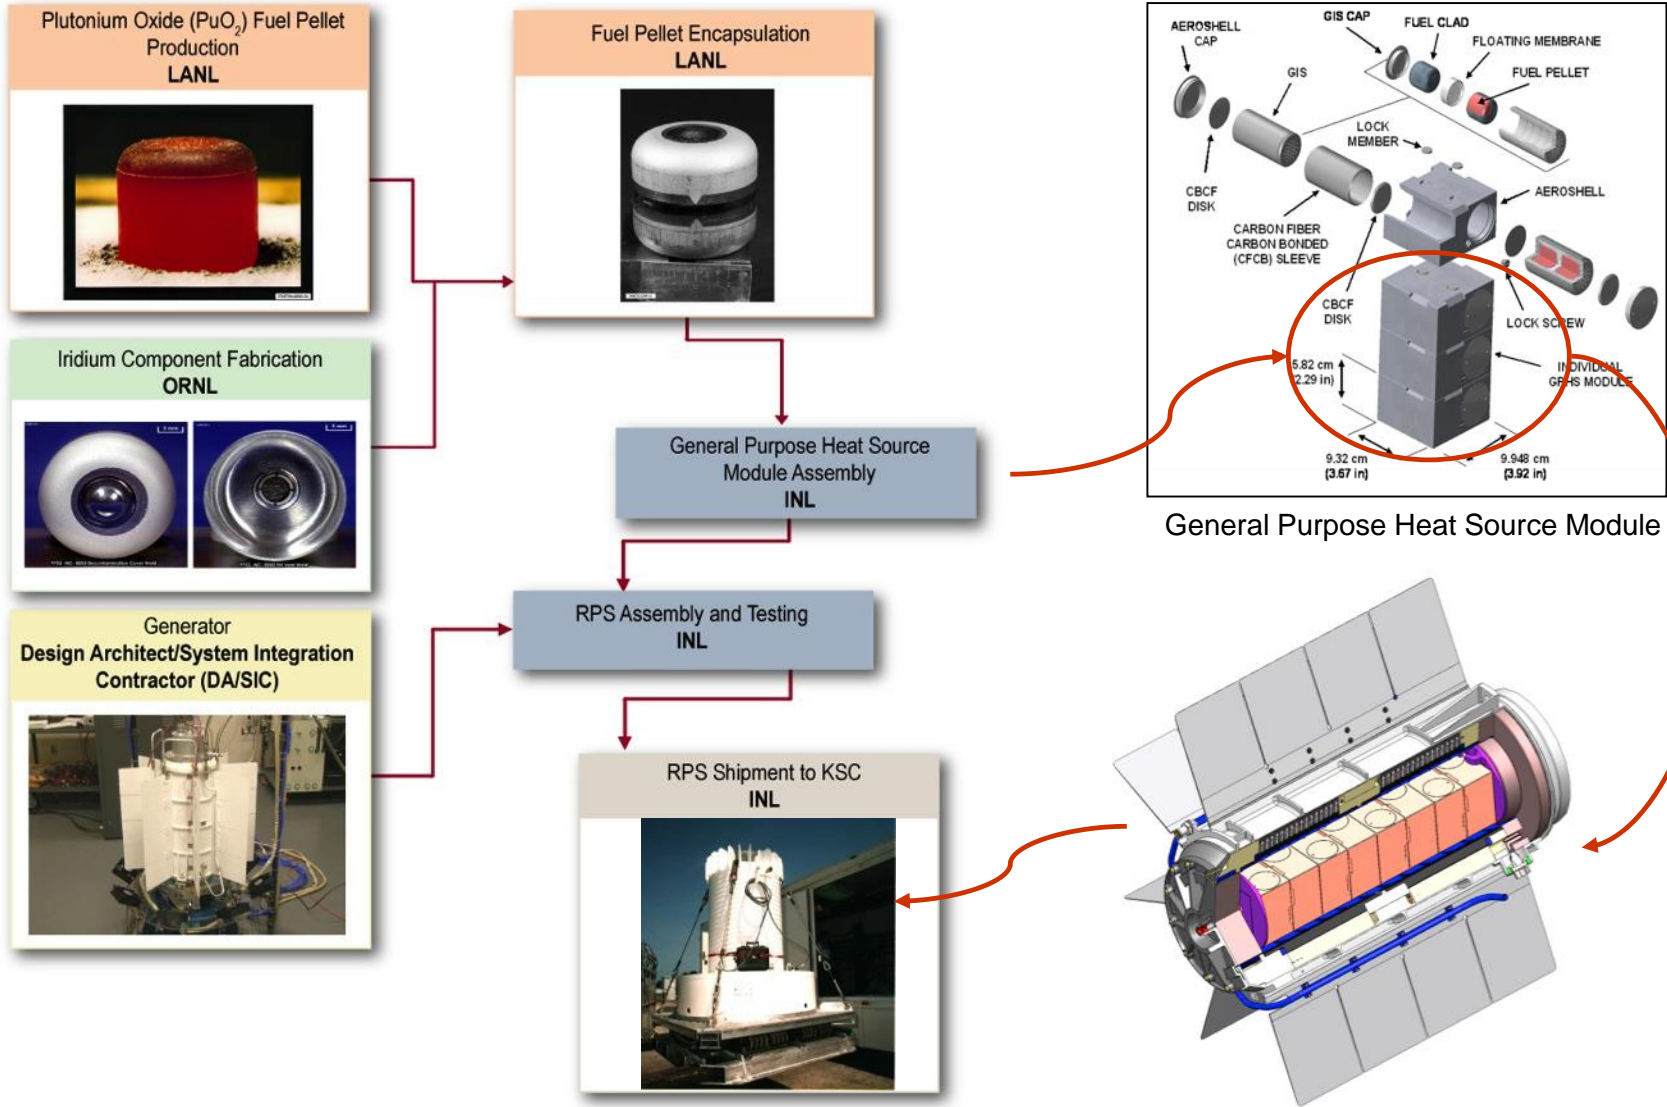 Plutonium Oxide (PuO₂) Fuel Pellet
Production
LANL
Fuel Pellet Encapsulation
LANL
Iridium Component Fabrication
ORNL
Generator
Design Architect/System Integration
Contractor (DA/SIC)
General Purpose Heat Source
Module Assembly
INL
RPS Assembly and Testing
INL
RPS Shipment to KSC
INL
AEROSHELL
CAP
GIS CAP
FUEL CLAD
FLOATING MEMBRANE
FUEL PELLET
GIS
LOCK
MEMBER
CBCF
DISK
CARBON FIBER
CARBON BONDED
(CFCB) SLEEVE
AEROSHELL
CBCF
DISK
LOCK SCREW
INDIVIDUAL
GPHS MODULE
5.82 cm
(2.29 in)
9.32 cm
(3.67 in)
9.948 cm
(3.92 in)
General Purpose Heat Source Module